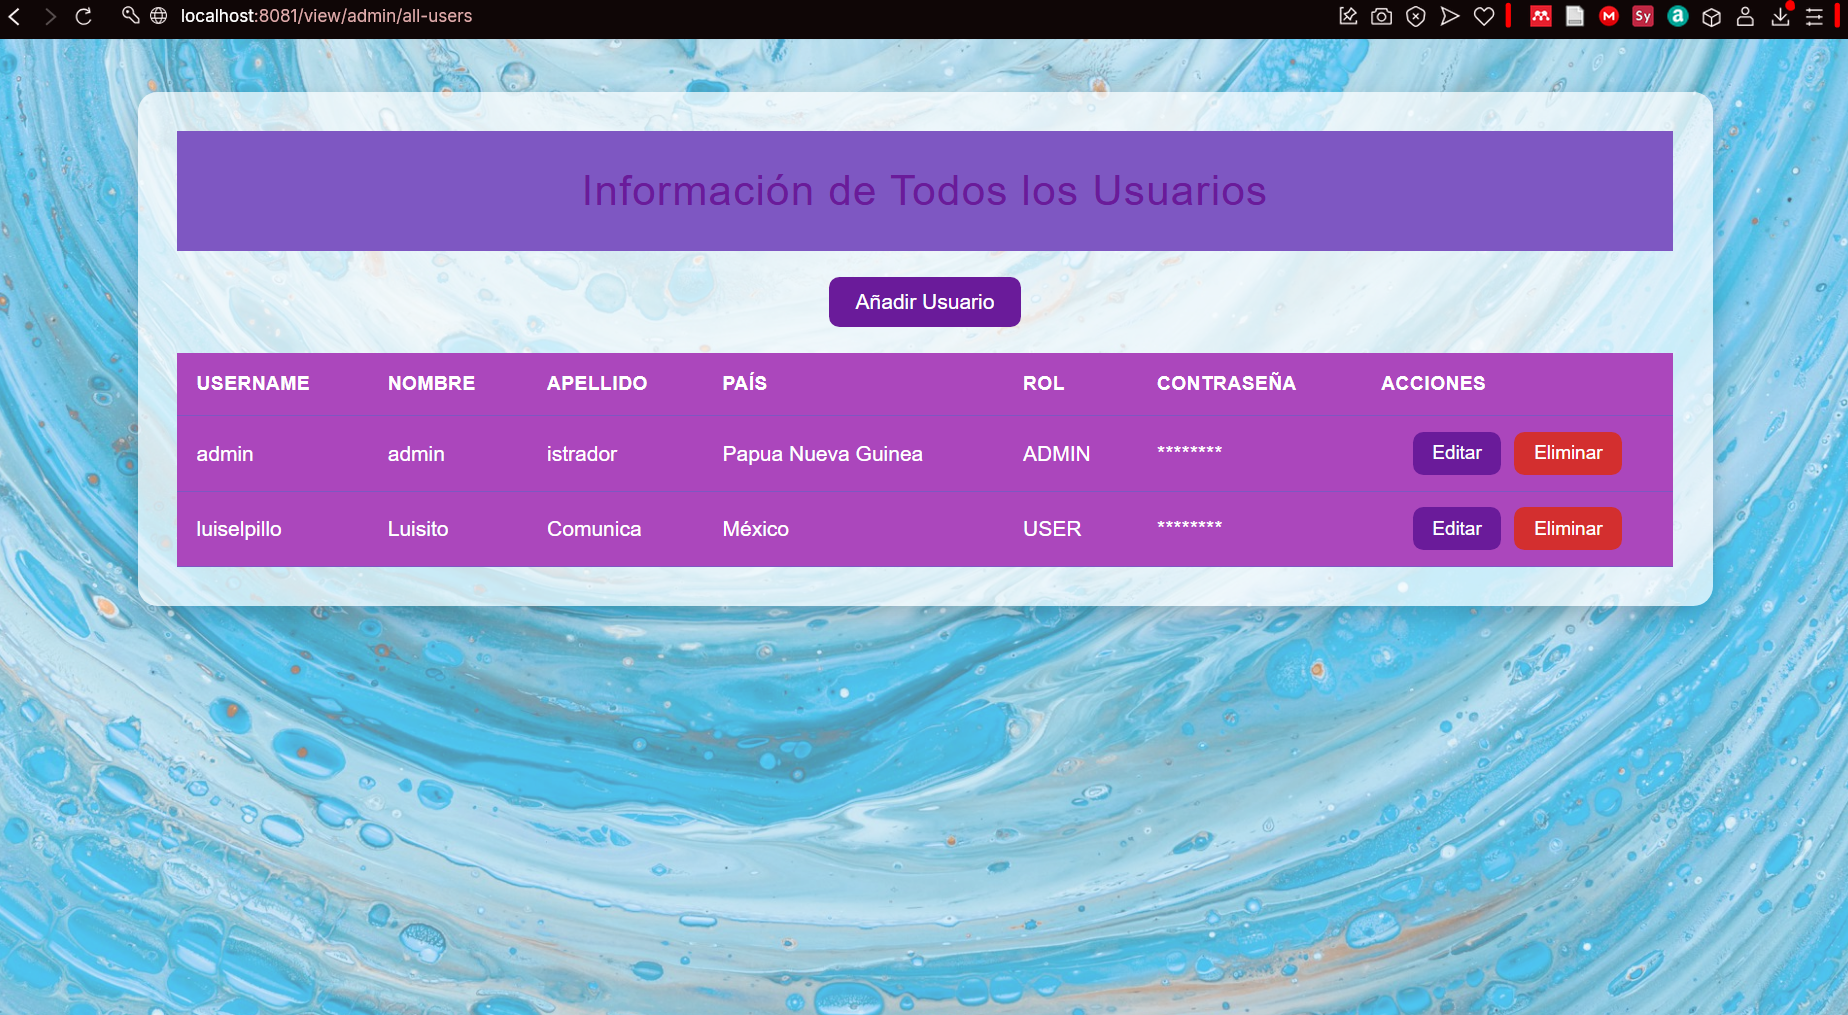 localhost:8081/view/admin/all-users
M
Sy
a
Información de Todos los Usuarios
Añadir Usuario
USERNAME NOMBRE APELLIDO PAÍS ROL CONTRASEÑA ACCIONES
admin admin istrador Papua Nueva Guinea ADMIN ******** Editar Eliminar
luiselpillo Luisito Comunica México USER ******** Editar Eliminar